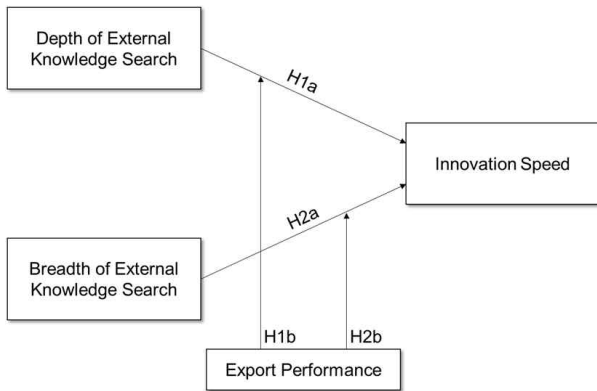 Depth of External
Knowledge Search
H1a
Innovation Speed
H2a
Breadth of External
Knowledge Search
H1b
H2b
Export Performance